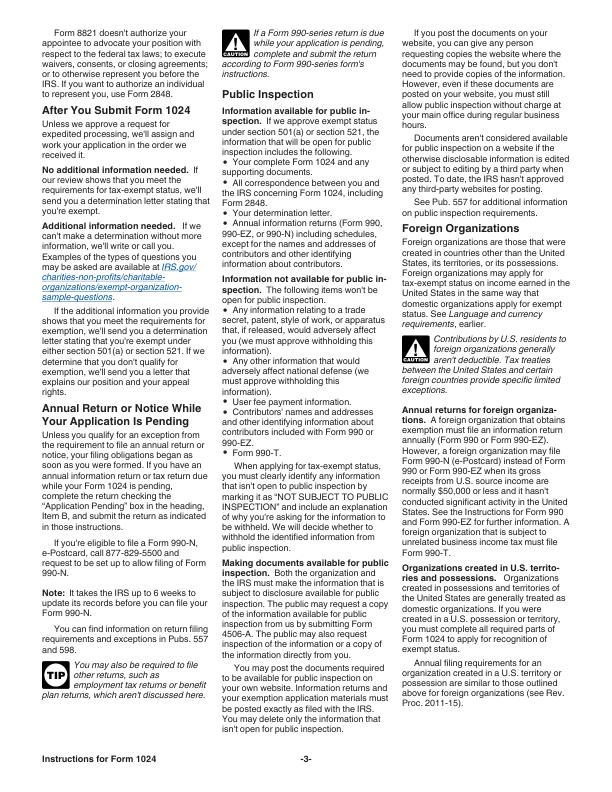 Form 8821 doesn't authorize your
appointee to advocate your position with
respect to the federal tax laws; to execute
waivers, consents, or closing agreements;
or to otherwise represent you before the
IRS. If you want to authorize an individual
to represent you, use Form 2848.
After You Submit Form 1024
Unless we approve a request for
expedited processing, we'll assign and
work your application in the order we
received it.
No additional information needed. If
our review shows that you meet the
requirements for tax-exempt status, we'll
send you a determination letter stating that
you're exempt.
Additional information needed. If we
can't make a determination without more
information, we'll write or call you.
Examples of the types of questions you
may be asked are available at IRS.gov/
charities-non-profits/charitable-
organizations/exempt-organization-
sample-questions.
If the additional information you provide
shows that you meet the requirements for
exemption, we'll send you a determination
letter stating that you're exempt under
either section 501(a) or section 521. If we
determine that you don't qualify for
exemption, we'll send you a letter that
explains our position and your appeal
rights.
Annual Return or Notice While
Your Application Is Pending
Unless you qualify for an exception from
the requirement to file an annual return or
notice, your filing obligations began as
soon as you were formed. If you have an
annual information return or tax return due
while your Form 1024 is pending,
complete the return checking the
"Application Pending" box in the heading,
Item B, and submit the return as indicated
in those instructions.
If you're eligible to file a Form 990-N,
e-Postcard, call 877-829-5500 and
request to be set up to allow filing of Form
990-N.
Note: It takes the IRS up to 6 weeks to
update its records before you can file your
Form 990-N.
You can find information on return filing
requirements and exceptions in Pubs. 557
and 598.
TIP
You may also be required to file
other returns, such as
employment tax returns or benefit
plan returns, which aren't discussed here.
CAUTION
If a Form 990-series return is due
while your application is pending,
complete and submit the return
according to Form 990-series form's
instructions.
Public Inspection
Information available for public in-
spection. If we approve exempt status
under section 501(a) or section 521, the
information that will be open for public
inspection includes the following.
• Your complete Form 1024 and any
supporting documents.
• All correspondence between you and
the IRS concerning Form 1024, including
Form 2848.
• Your determination letter.
• Annual information returns (Form 990,
990-EZ, or 990-N) including schedules,
except for the names and addresses of
contributors and other identifying
information about contributors.
Information not available for public in-
spection. The following items won't be
open for public inspection.
• Any information relating to a trade
secret, patent, style of work, or apparatus
that, if released, would adversely affect
you (we must approve withholding this
information).
• Any other information that would
adversely affect national defense (we
must approve withholding this
information).
• User fee payment information.
• Contributors' names and addresses
and other identifying information about
contributors included with Form 990 or
990-EZ.
• Form 990-T.
When applying for tax-exempt status,
you must clearly identify any information
that isn't open to public inspection by
marking it as "NOT SUBJECT TO PUBLIC
INSPECTION" and include an explanation
of why you're asking for the information to
be withheld. We will decide whether to
withhold the identified information from
public inspection.
Making documents available for public
inspection. Both the organization and
the IRS must make the information that is
subject to disclosure available for public
inspection. The public may request a copy
of the information available for public
inspection from us by submitting Form
4506-A. The public may also request
inspection of the information or a copy of
the information directly from you.
You may post the documents required
to be available for public inspection on
your own website. Information returns and
your exemption application materials must
be posted exactly as filed with the IRS.
You may delete only the information that
isn't open for public inspection.
If you post the documents on your
website, you can give any person
requesting copies the website where the
documents may be found, but you don't
need to provide copies of the information.
However, even if these documents are
posted on your website, you must still
allow public inspection without charge at
your main office during regular business
hours.
Documents aren't considered available
for public inspection on a website if the
otherwise disclosable information is edited
or subject to editing by a third party when
posted. To date, the IRS hasn't approved
any third-party websites for posting.
See Pub. 557 for additional information
on public inspection requirements.
Foreign Organizations
Foreign organizations are those that were
created in countries other than the United
States, its territories, or its possessions.
Foreign organizations may apply for
tax-exempt status on income earned in the
United States in the same way that
domestic organizations apply for exempt
status. See Language and currency
requirements, earlier.
CAUTION
Contributions by U.S. residents to
foreign organizations generally
aren't deductible. Tax treaties
between the United States and certain
foreign countries provide specific limited
exceptions.
Annual returns for foreign organiza-
tions. A foreign organization that obtains
exemption must file an information return
annually (Form 990 or Form 990-EZ).
However, a foreign organization may file
Form 990-N (e-Postcard) instead of Form
990 or Form 990-EZ when its gross
receipts from U.S. source income are
normally $50,000 or less and it hasn't
conducted significant activity in the United
States. See the Instructions for Form 990
and Form 990-EZ for further information. A
foreign organization that is subject to
unrelated business income tax must file
Form 990-T.
Organizations created in U.S. territo-
ries and possessions. Organizations
created in possessions and territories of
the United States are generally treated as
domestic organizations. If you were
created in a U.S. possession or territory,
you must complete all required parts of
Form 1024 to apply for recognition of
exempt status.
Annual filing requirements for an
organization created in a U.S. territory or
possession are similar to those outlined
above for foreign organizations (see Rev.
Proc. 2011-15).
Instructions for Form 1024
-3-